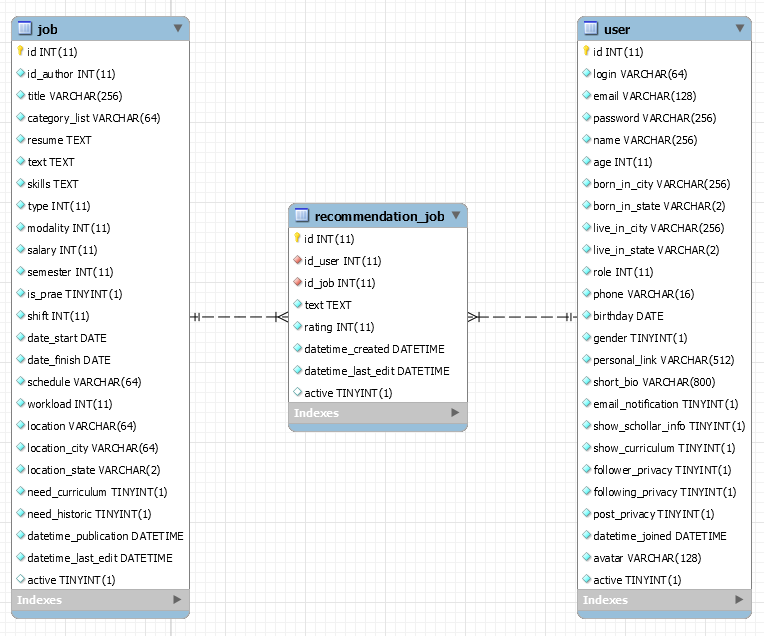 job
id INT(11)
id_author INT(11)
title VARCHAR(256)
category_list VARCHAR(64)
resume TEXT
text TEXT
skills TEXT
type INT(11)
modality INT(11)
salary INT(11)
semester INT(11)
is_prae TINYINT(1)
shift INT(11)
date_start DATE
date_finish DATE
schedule VARCHAR(64)
workload INT(11)
location VARCHAR(64)
location_city VARCHAR(64)
location_state VARCHAR(2)
need_curriculum TINYINT(1)
need_historic TINYINT(1)
datetime_publication DATETIME
datetime_last_edit DATETIME
active TINYINT(1)
Indexes
recommendation_job
id INT(11)
id_user INT(11)
id_job INT(11)
text TEXT
rating INT(11)
datetime_created DATETIME
datetime_last_edit DATETIME
active TINYINT(1)
Indexes
user
id INT(11)
login VARCHAR(64)
email VARCHAR(128)
password VARCHAR(256)
name VARCHAR(256)
age INT(11)
born_in_city VARCHAR(256)
born_in_state VARCHAR(2)
live_in_city VARCHAR(256)
live_in_state VARCHAR(2)
role INT(11)
phone VARCHAR(16)
birthday DATE
gender TINYINT(1)
personal_link VARCHAR(512)
short_bio VARCHAR(800)
email_notification TINYINT(1)
show_schollar_info TINYINT(1)
show_curriculum TINYINT(1)
follower_privacy TINYINT(1)
following_privacy TINYINT(1)
post_privacy TINYINT(1)
datetime_joined DATETIME
avatar VARCHAR(128)
active TINYINT(1)
Indexes